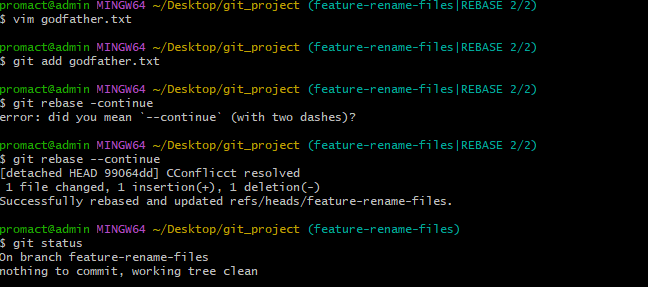 promact@admin MINGW64 ~/Desktop/git_project (feature-rename-files|REBASE 2/2)
$ vim godfather.txt
promact@admin MINGW64 ~/Desktop/git_project (feature-rename-files|REBASE 2/2)
$ git add godfather.txt
promact@admin MINGW64 ~/Desktop/git_project (feature-rename-files|REBASE 2/2)
$ git rebase -continue
error: did you mean `--continue` (with two dashes)?
promact@admin MINGW64 ~/Desktop/git_project (feature-rename-files|REBASE 2/2)
$ git rebase --continue
[detached HEAD 99064dd] CConflicct resolved
1 file changed, 1 insertion(+), 1 deletion(-)
Successfully rebased and updated refs/heads/feature-rename-files.
promact@admin MINGW64 ~/Desktop/git_project (feature-rename-files)
$ git status
On branch feature-rename-files
nothing to commit, working tree clean